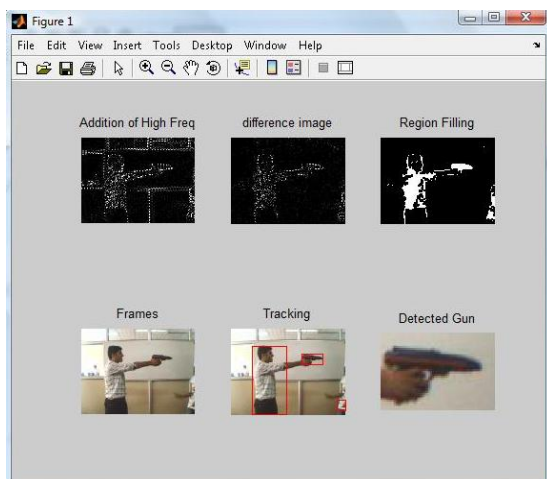 Figure 1
File Edit View Insert Tools Desktop Window Help
Addition of High Freq
difference image
Region Filling
Frames
Tracking
Detected Gun